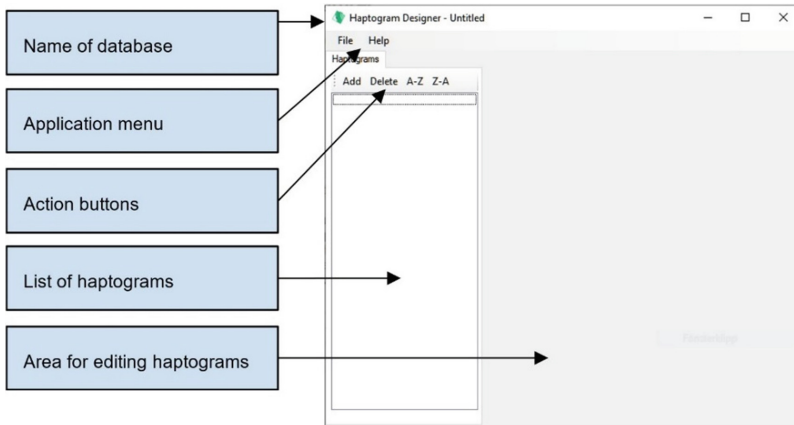 Haptogram Designer - Untitled
Name of database
File Help
Haptograms
Add Delete A-Z Z-A
Application menu
Action buttons
List of haptograms
Area for editing haptograms